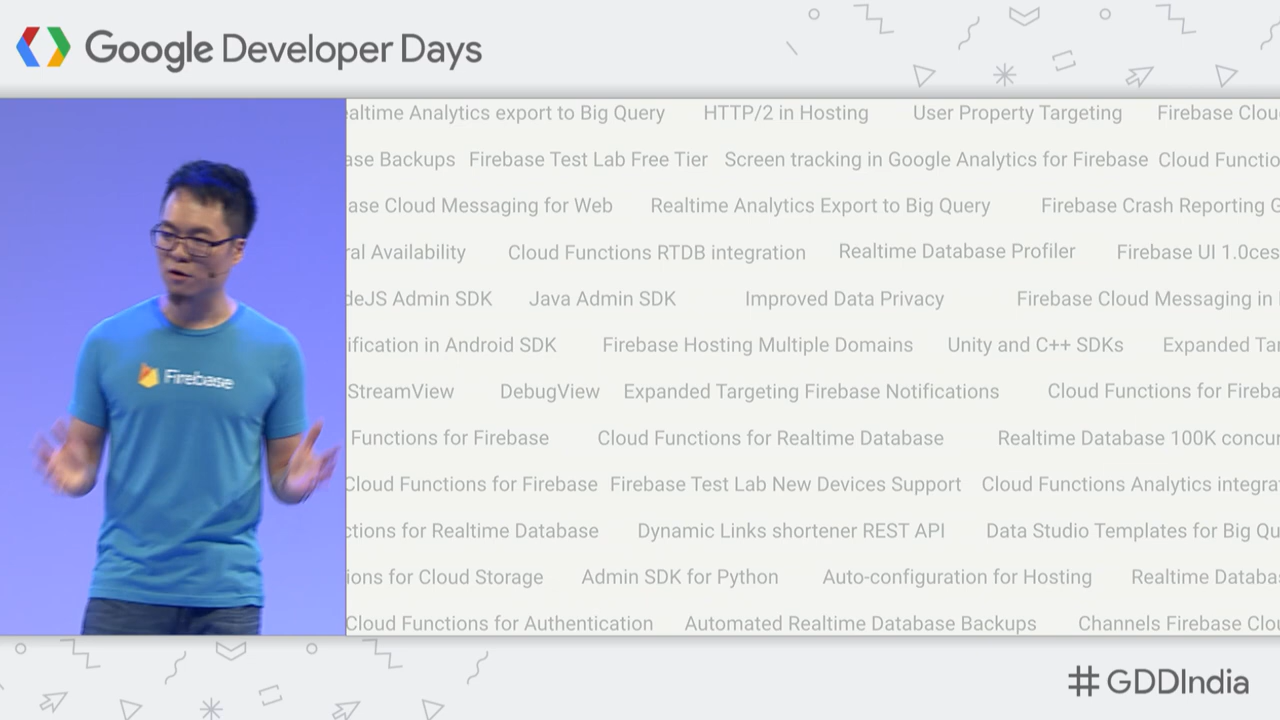 Google Developer Days
ealtime Analytics export to Big Query HTTP/2 in Hosting User Property Targeting Firebase Clou
ase Backups Firebase Test Lab Free Tier Screen tracking in Google Analytics for Firebase Cloud Functio
ase Cloud Messaging for Web Realtime Analytics Export to Big Query Firebase Crash Reporting G
ral Availability Cloud Functions RTDB integration Realtime Database Profiler Firebase UI 1.0ces
deJS Admin SDK Java Admin SDK Improved Data Privacy Firebase Cloud Messaging in
Firebase
ification in Android SDK Firebase Hosting Multiple Domains Unity and C++ SDKs Expanded Tar
StreamView DebugView Expanded Targeting Firebase Notifications Cloud Functions for Fireba
Functions for Firebase Cloud Functions for Realtime Database Realtime Database 100K concur
Cloud Functions for Firebase Firebase Test Lab New Devices Support Cloud Functions Analytics integra
ctions for Realtime Database Dynamic Links shortener REST API Data Studio Templates for Big Qu
ions for Cloud Storage Admin SDK for Python Auto-configuration for Hosting Realtime Databa
Cloud Functions for Authentication Automated Realtime Database Backups Channels Firebase Clou
#GDDIndia